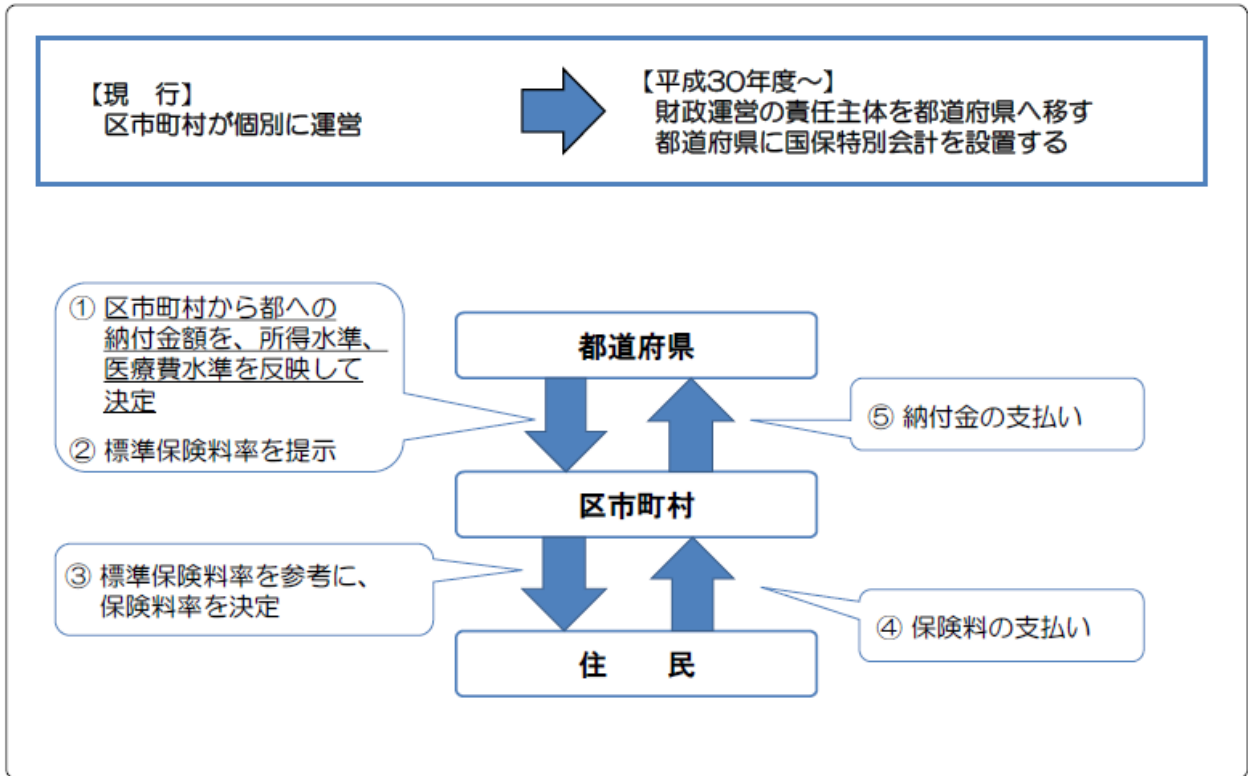 【現　行】
区市町村が個別に運営
【平成30年度～】
財政運営の責任主体を都道府県へ移す
都道府県に国保特別会計を設置する
① 区市町村から都への
納付金額を、所得水準、
医療費水準を反映して
決定
② 標準保険料率を提示
都道府県
⑤ 納付金の支払い
区市町村
③ 標準保険料率を参考に、
保険料率を決定
④ 保険料の支払い
住　　民